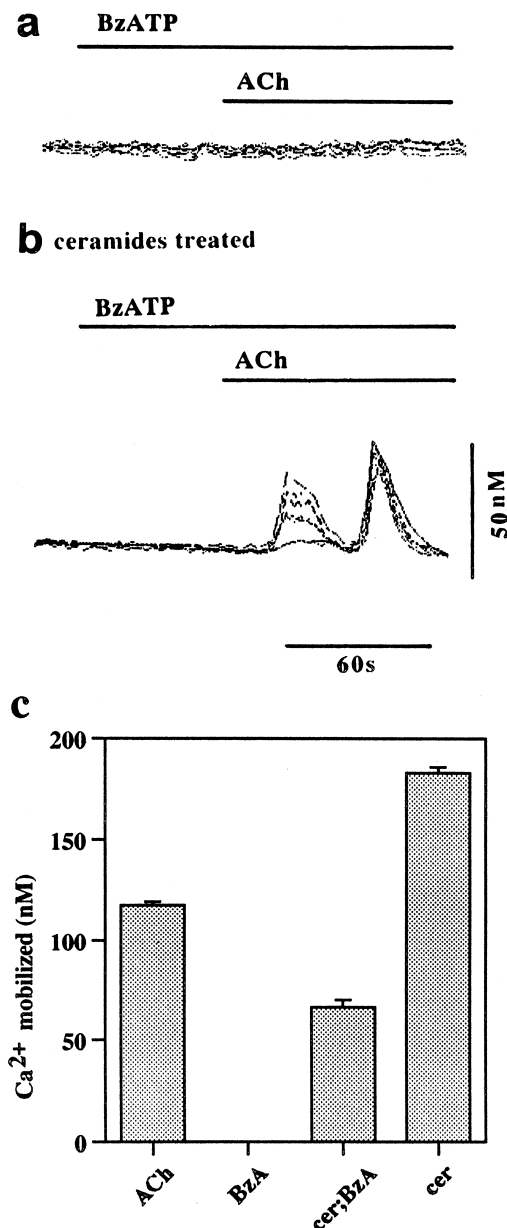 a
BzATP
ACh
b ceramides treated
BzATP
ACh
50 nM
60s
c
Ca2+ mobilized (nM)
200
150
100
50
0
ACh
BzA
cer;BzA
cer